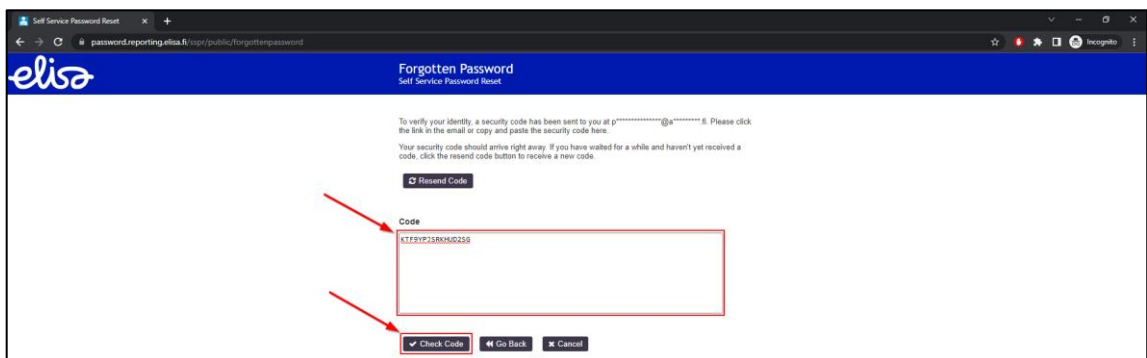 Self Service Password Reset
password.reporting.elisa.fi/sspr/public/forgottenpassword
Incognito
elisa
Forgotten Password
Self Service Password Reset
To verify your identity, a security code has been sent to you at p***************@a*********.fi. Please click
the link in the email or copy and paste the security code here.
Your security code should arrive right away. If you have waited for a while and haven't yet received a
code, click the resend code button to receive a new code.
Resend Code
Code
KTF9YPJSRKMUD2SG
Check Code
Go Back
Cancel